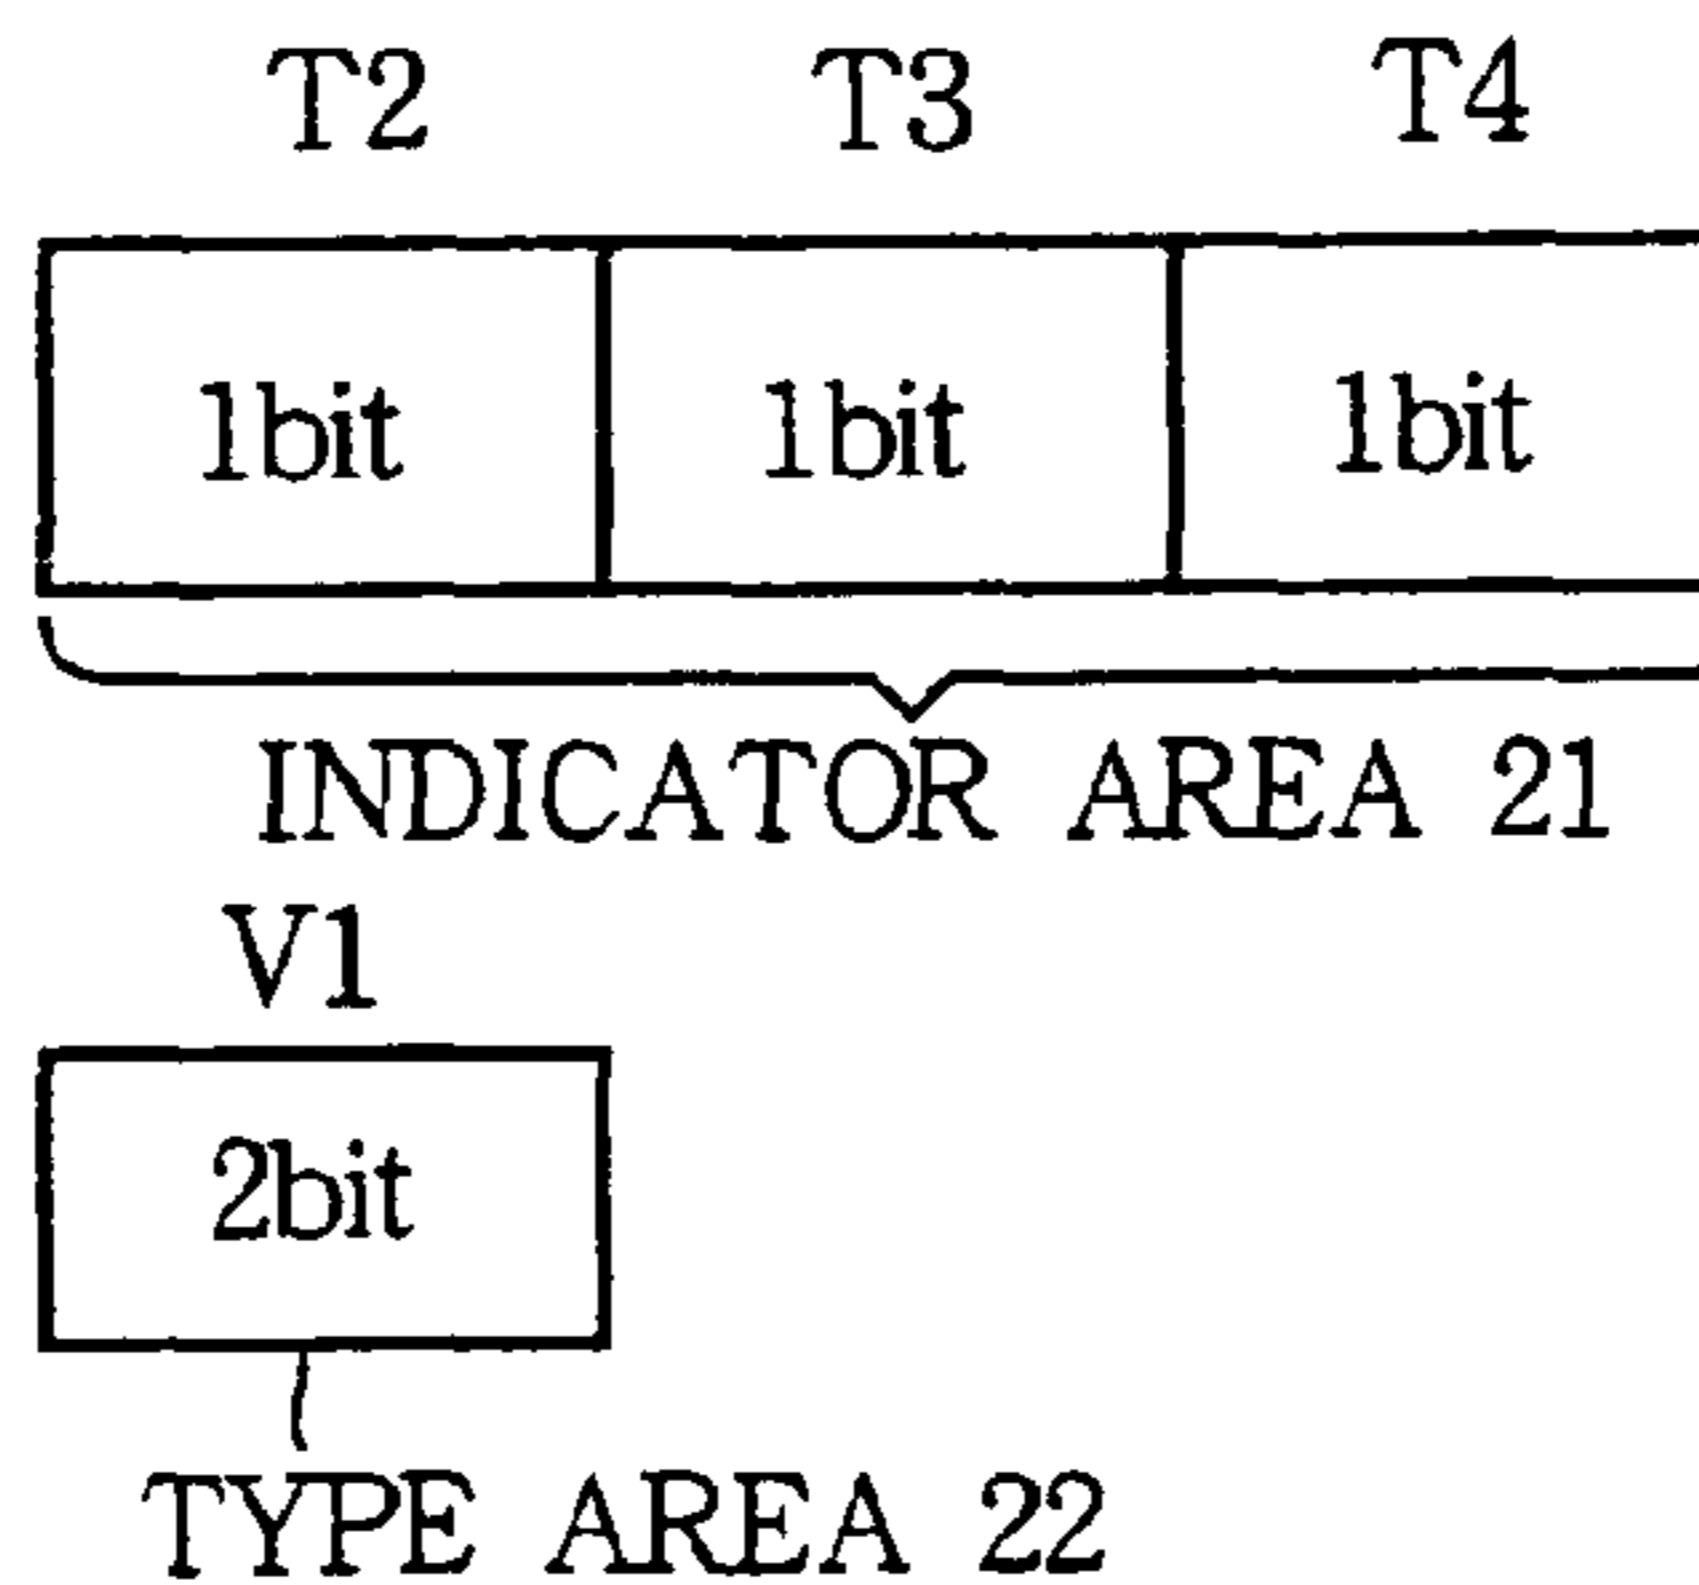 T2 T3 T4
1bit 1bit 1bit
INDICATOR AREA 21
V1
2bit
TYPE AREA 22